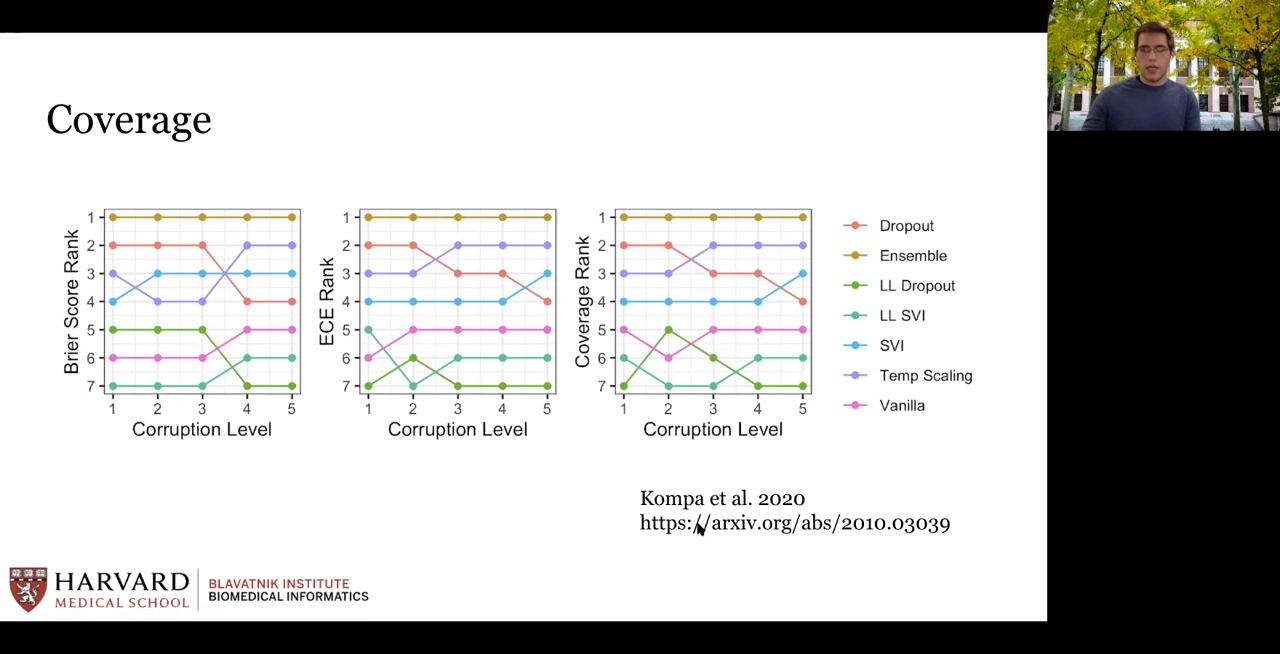 Coverage
Brier Score Rank
1
2
3
4
5
6
7
1 2 3 4 5
Corruption Level
ECE Rank
1
2
3
4
5
6
7
1 2 3 4 5
Corruption Level
Coverage Rank
1
2
3
4
5
6
7
1 2 3 4 5
Corruption Level
Dropout
Ensemble
LL Dropout
LL SVI
SVI
Temp Scaling
Vanilla
Kompa et al. 2020
https://arxiv.org/abs/2010.03039
HARVARD
MEDICAL SCHOOL
BLAVATNIK INSTITUTE
BIOMEDICAL INFORMATICS